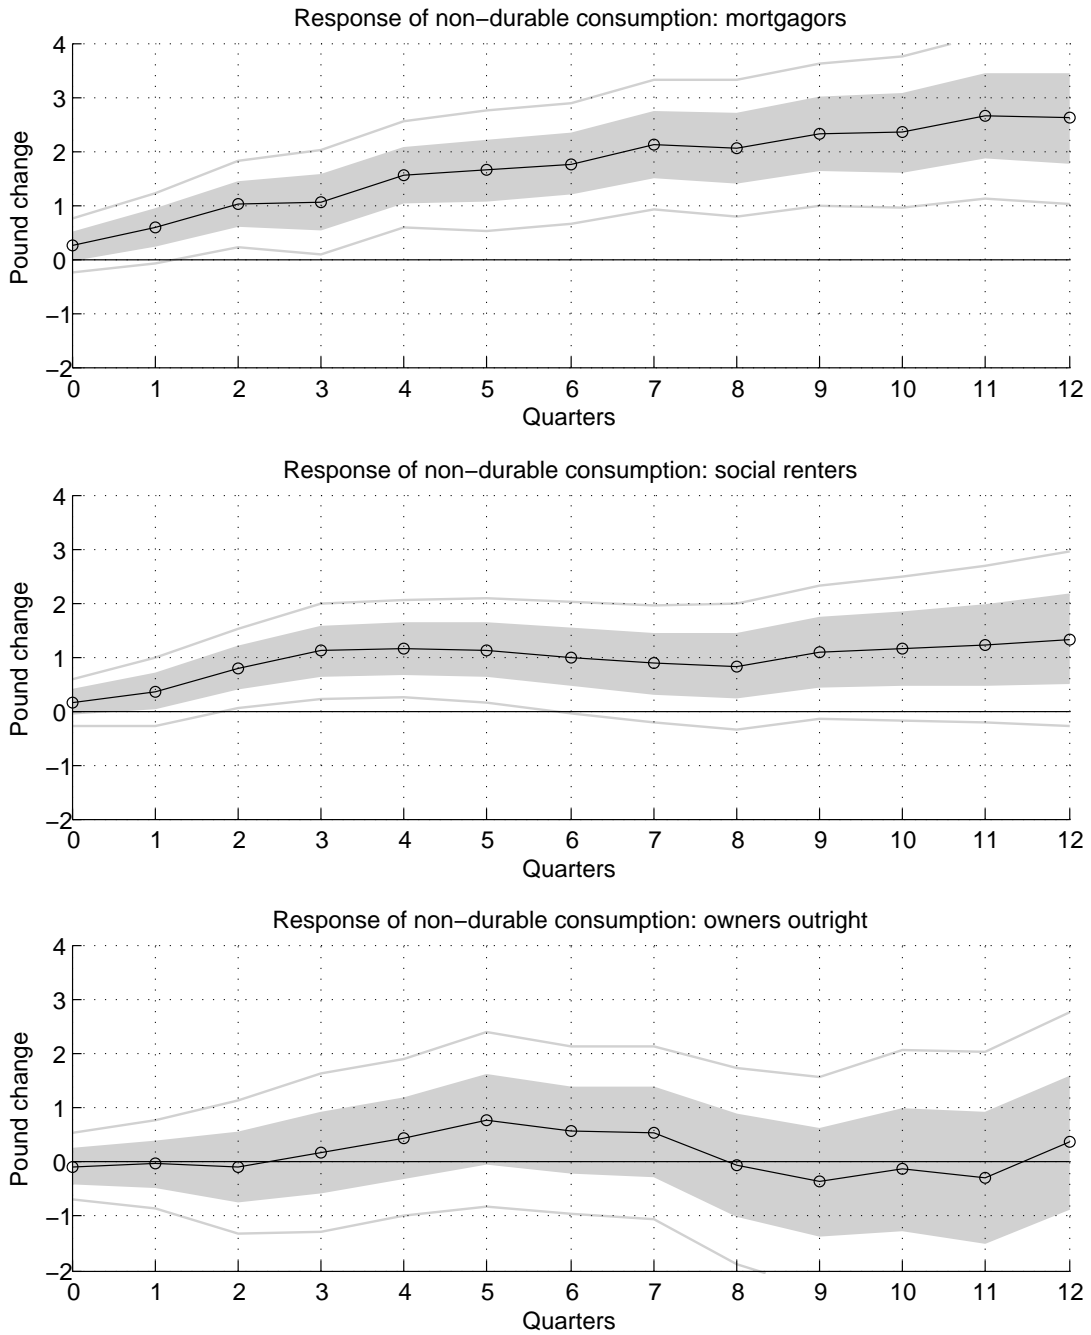 Response of non−durable consumption: mortgagors
4
3
2
1
0
−1
−2
Pound change
0 1 2 3 4 5 6 7 8 9 10 11 12
Quarters
Response of non−durable consumption: social renters
4
3
2
1
0
−1
−2
Pound change
0 1 2 3 4 5 6 7 8 9 10 11 12
Quarters
Response of non−durable consumption: owners outright
4
3
2
1
0
−1
−2
Pound change
0 1 2 3 4 5 6 7 8 9 10 11 12
Quarters